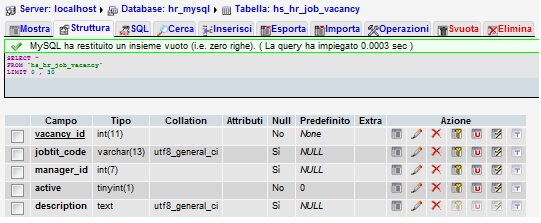 Server: localhost ▸ Database: hr_mysql ▸ Tabella: hs_hr_job_vacancy
Mostra Struttura SQL Cerca Inserisci Esporta Importa Operazioni Svuota Elimina
MySQL ha restituito un insieme vuoto (i.e. zero righe). ( La query ha impiegato 0.0003 sec )
SELECT *
FROM `hs_hr_job_vacancy`
LIMIT 0 , 30
Campo Tipo Collation Attributi Null Predefinito Extra Azione
vacancy_id int(11) No None
jobtit_code varchar(13) utf8_general_ci Sì NULL
manager_id int(7) Sì NULL
active tinyint(1) No 0
description text utf8_general_ci Sì NULL